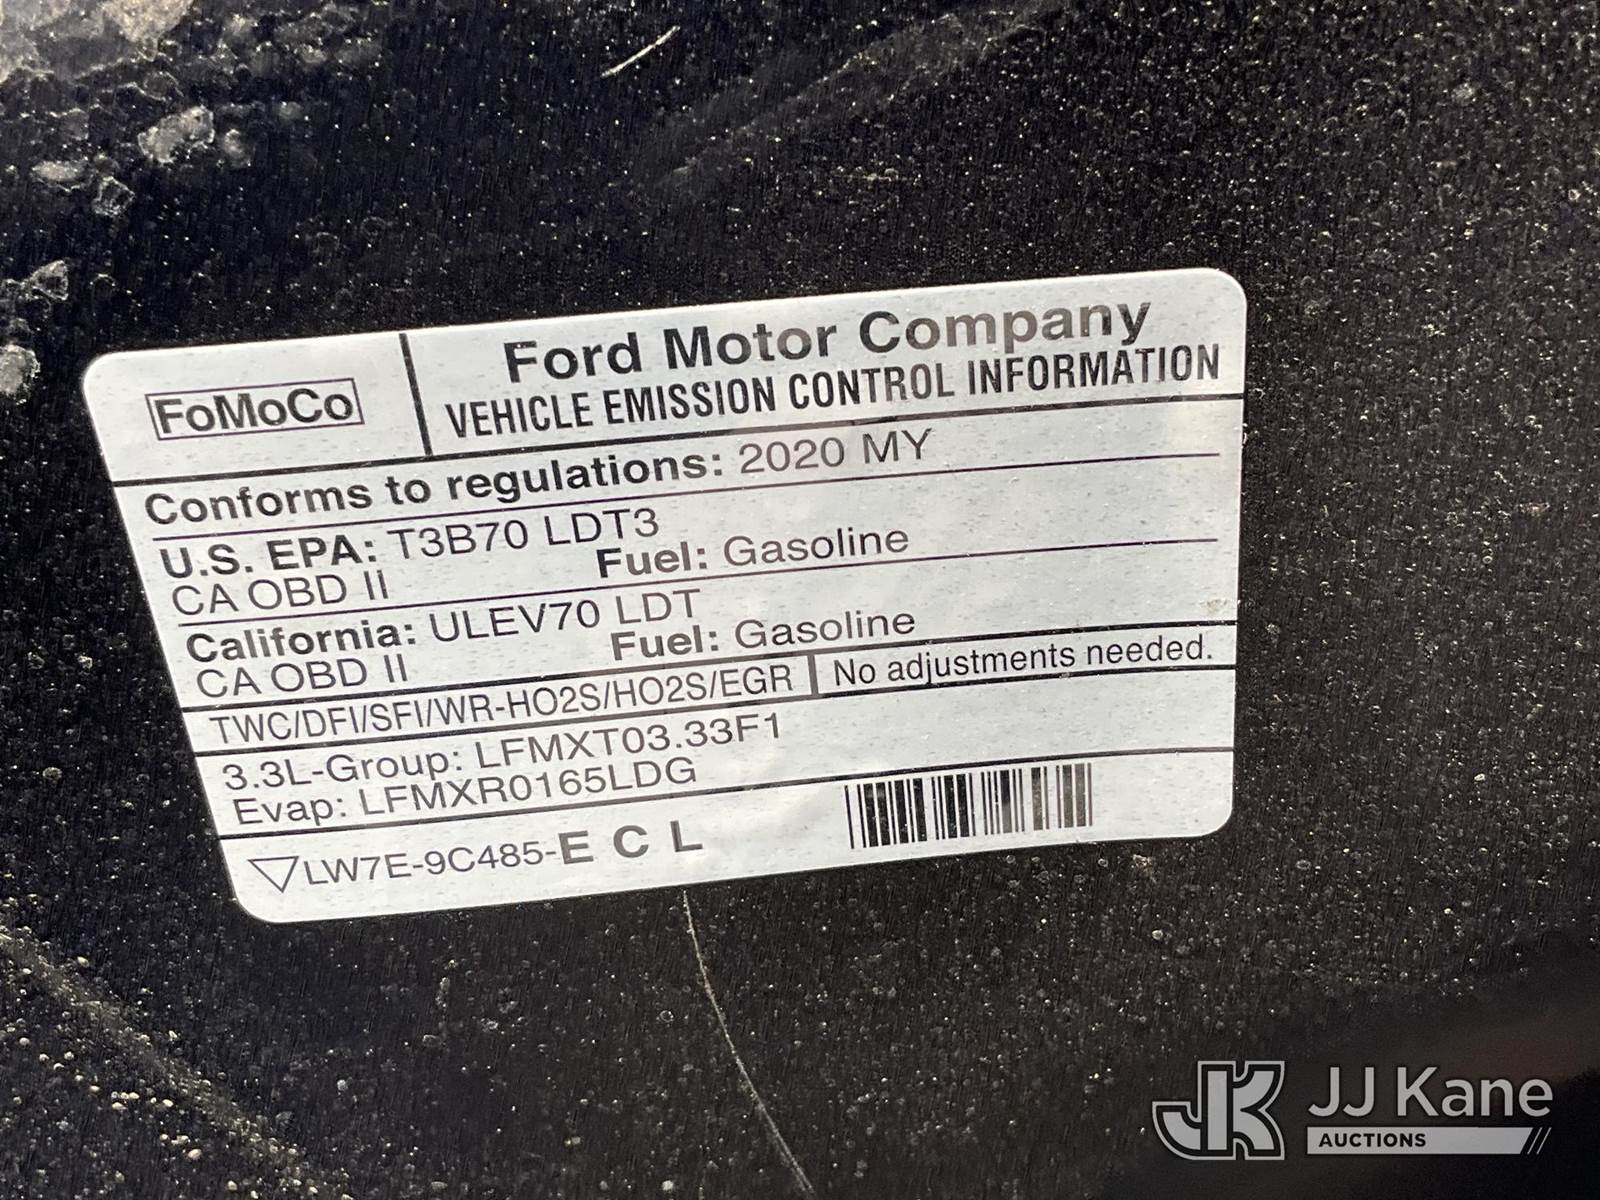 FoMoCo
Ford Motor Company
VEHICLE EMISSION CONTROL INFORMATION
Conforms to regulations: 2020 MY
U.S. EPA: T3B70 LDT3
CA OBD II Fuel: Gasoline
California: ULEV70 LDT
CA OBD II Fuel: Gasoline
TWC/DFI/SFI/WR-HO2S/HO2S/EGR No adjustments needed.
3.3L-Group: LFMXT03.33F1
Evap: LFMXR0165LDG
LW7E-9C485-E C L
JK JJ Kane
AUCTIONS